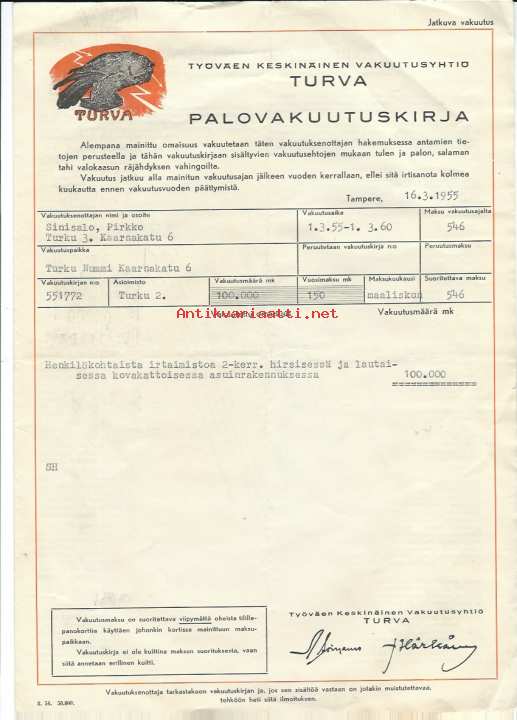 Jatkuva vakuutus
TYÖVÄEN KESKINÄINEN VAKUUTUSYHTIÖ
TURVA
TURVA
PALOVAKUUTUSKIRJA
Alempana mainittu omaisuus vakuutetaan täten vakuutuksenottajan hakemuksessa antamien tie-
tojen perusteella ja tähän vakuutuskirjaan sisältyvien vakuutusehtojen mukaan tulen ja palon, salaman
tahi valokaasun räjähdyksen vahingoilta.
Vakuutus jatkuu alla mainitun vakuutusajan jälkeen vuoden kerrallaan, ellei sitä irtisanota kolmea
kuukautta ennen vakuutusvuoden päättymistä.
Tampere, 16.3.1955
Vakuutuksenottajan nimi ja osoite Vakuutusaika Maksu vakuutusajalta
Sinisalo, Pirkko 1.3.55-1. 3.60 546
Turku 3. Kaarnakatu 6
Vakuutuspaikka Peruutetaan vakuutuskirja n:o Peruutusmaksu
Turku Nummi Kaarnakatu 6
Vakuutuskirjan n:o Asioimisto Vakuutusmäärä mk Vuosimaksu mk Maksukuukausi Suoritettava maksu
551772 Turku 2. 100.000 150 maaliskuu 546
Antikvariaatti.net
Vakuutettu omaisuus Vakuutusmäärä mk
Henkilökohtaista irtaimistoa 2-kerr. hirsisessä ja lautai-
sessa kovakattoisessa asuinrakennuksessa 100.000
SH
Vakuutusmaksu on suoritettava viipymättä oheista tilille-
panokorttia käyttäen johonkin kortissa mainittuun maksu-
paikkaan.
Vakuutuskirja ei ole kuittina maksun suorituksesta, vaan
siitä annetaan erillinen kuitti.
TYÖVÄEN KESKINÄINEN VAKUUTUSYHTIÖ
TURVA
Vakuutuksenottaja tarkastakoon vakuutuskirjan ja, jos sen sisältöä vastaan on jotakin muistutettavaa,
tehköön heti siitä ilmoituksen.